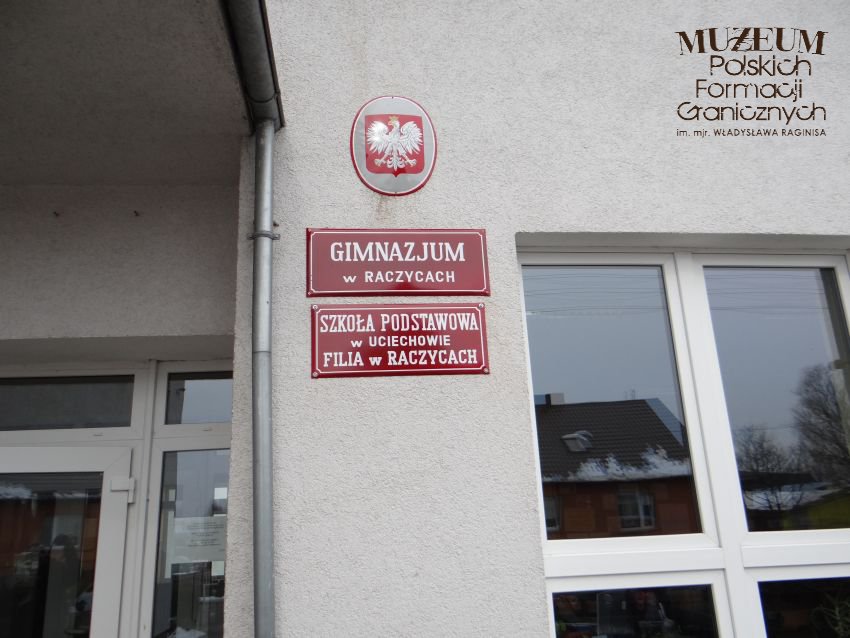 MUZEUM
Polskich
Formacji
Granicznych
im. mjr. WŁADYSŁAWA RAGINISA
GIMNAZJUM
w RACZYCACH
SZKOŁA PODSTAWOWA
w UCIECHOWIE
FILIA w RACZYCACH